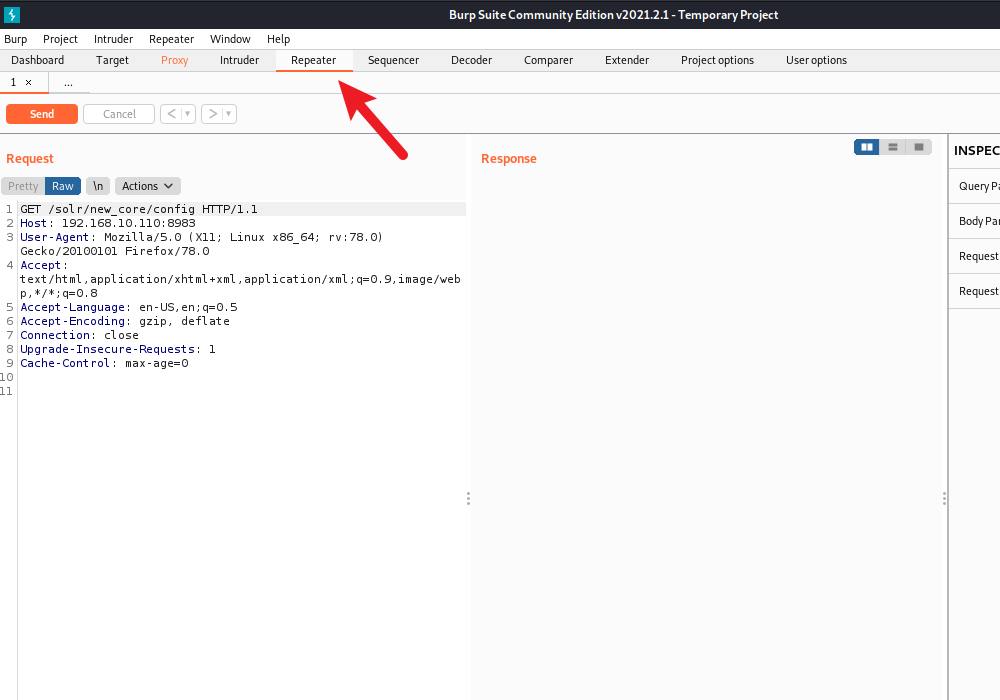 Burp Suite Community Edition v2021.2.1 - Temporary Project
Burp Project Intruder Repeater Window Help
Dashboard Target Proxy Intruder Repeater Sequencer Decoder Comparer Extender Project options User options
1 × ...
Send Cancel < ▼ > ▼
Request
Response
INSPEC
Pretty Raw \n Actions
Query Pa
Body Par
Request
Request
1 GET /solr/new_core/config HTTP/1.1
2 Host: 192.168.10.110:8983
3 User-Agent: Mozilla/5.0 (X11; Linux x86_64; rv:78.0)
Gecko/20100101 Firefox/78.0
4 Accept:
text/html,application/xhtml+xml,application/xml;q=0.9,image/web
p,*/*;q=0.8
5 Accept-Language: en-US,en;q=0.5
6 Accept-Encoding: gzip, deflate
7 Connection: close
8 Upgrade-Insecure-Requests: 1
9 Cache-Control: max-age=0
10
11